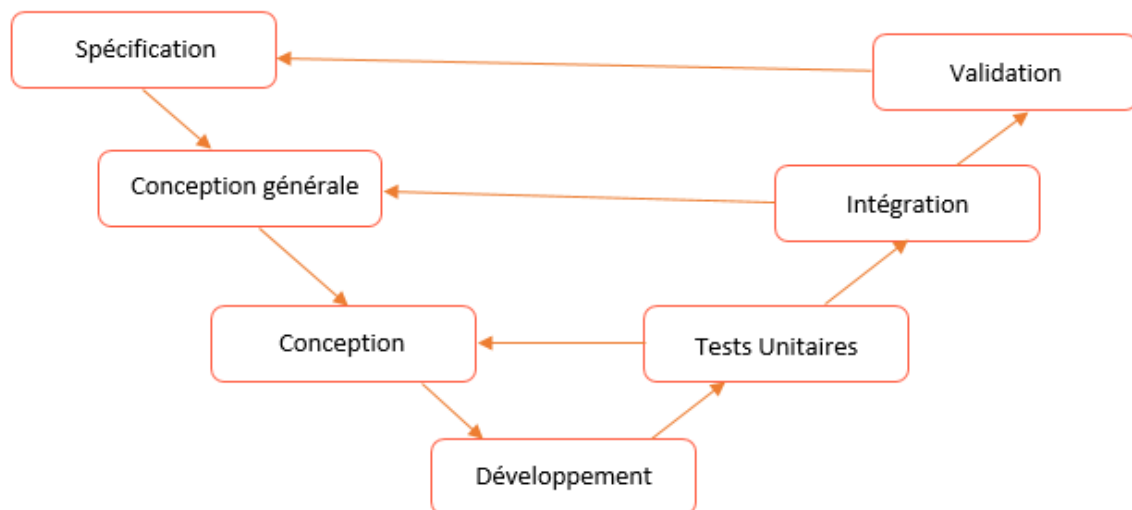 Spécification
Validation
Conception générale
Intégration
Conception
Tests Unitaires
Développement